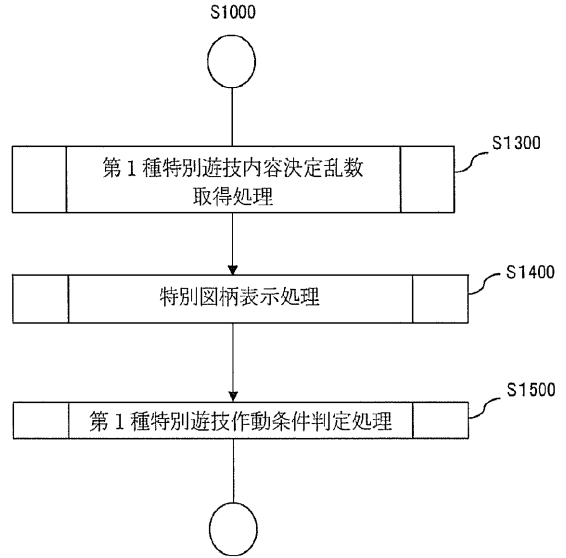 S1000
S1300
第1種特別遊技内容決定乱数
取得処理
S1400
特別図柄表示処理
S1500
第1種特別遊技作動条件判定処理